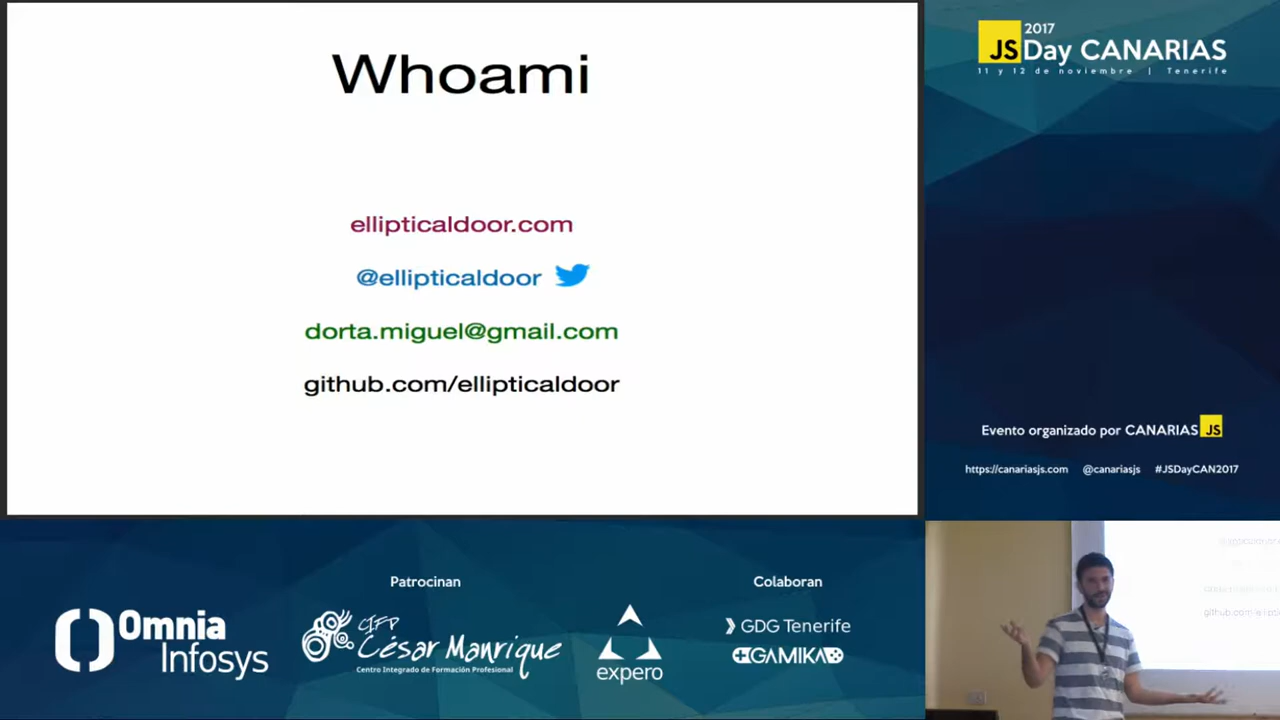 Whoami
ellipticaldoor.com
@ellipticaldoor
dorta.miguel@gmail.com
github.com/ellipticaldoor
2017
JS Day CANARIAS
11 y 12 de noviembre | Tenerife
Evento organizado por CANARIAS JS
https://canariasjs.com @canariasjs #JSDayCAN2017
Patrocinan
Omnia
Infosys
CIFP
César Manrique
Centro Integrado de Formación Profesional
expero
Colaboran
GDG Tenerife
GAMIKA